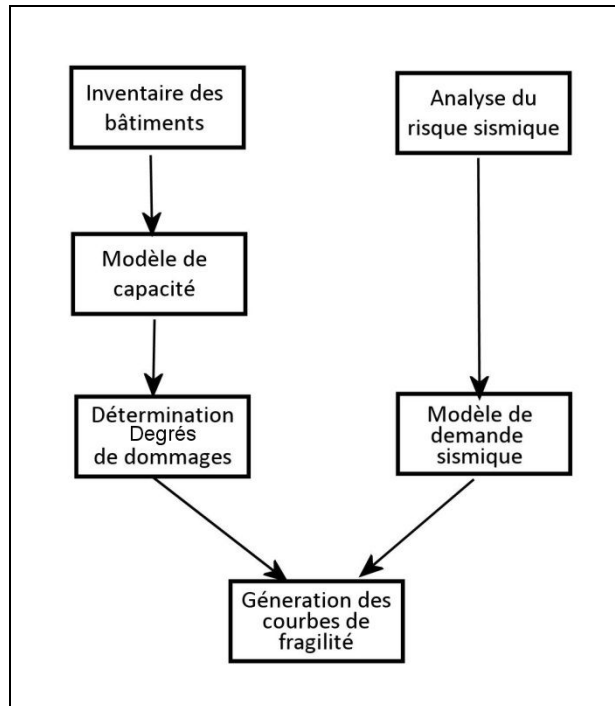 Inventaire des
bâtiments
Analyse du
risque sismique
Modèle de
capacité
Détermination
Degrés
de dommages
Modèle de
demande
sismique
Géneration des
courbes de
fragilité